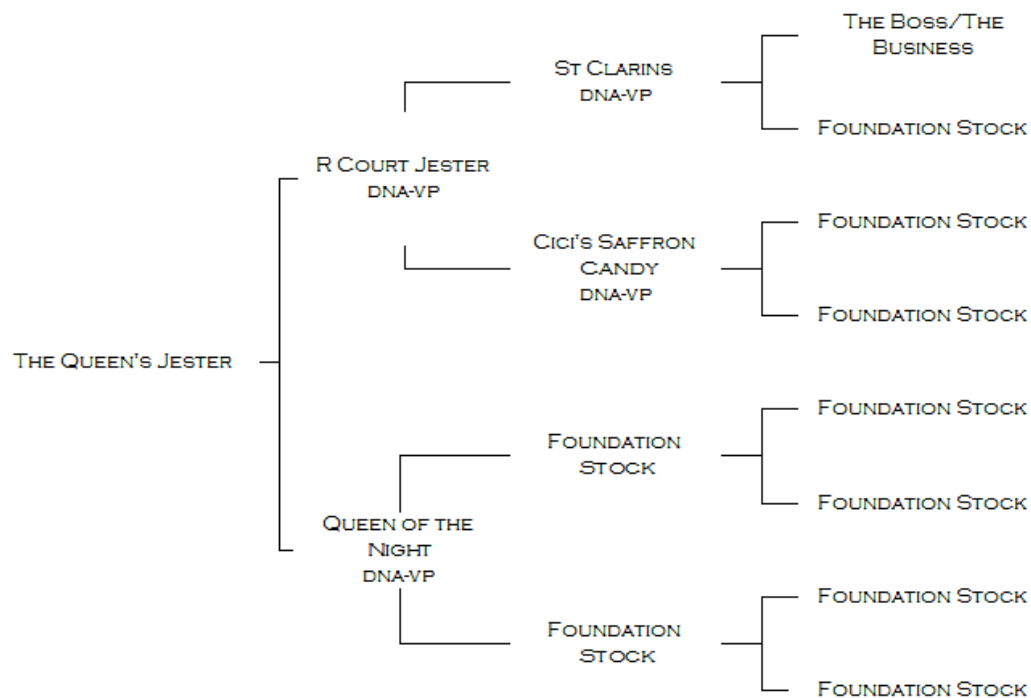 The Boss/The
Business
St Clarins
DNA-VP
Foundation Stock
R Court Jester
DNA-VP
Foundation Stock
Cici's Saffron
Candy
DNA-VP
Foundation Stock
The Queen's Jester
Foundation Stock
Foundation
Stock
Foundation Stock
Queen of the
Night
DNA-VP
Foundation Stock
Foundation
Stock
Foundation Stock